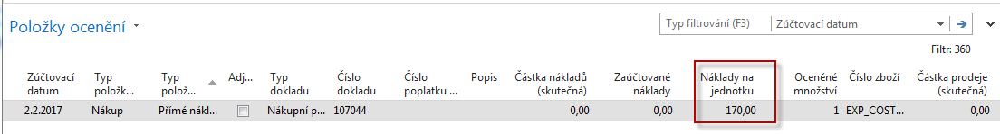 Položky ocenění
Typ filtrování (F3) Zúčtovací datum
Filtr: 360
Zúčtovací datum Typ položk... Typ polož... Adj... Typ dokladu Číslo dokladu Číslo poplatku ... Popis Částka nákladů (skutečná) Zaúčtované náklady Náklady na jednotku Oceněné množství Číslo zboží Částka prodeje (skutečná)
2.2.2017 Nákup Přímé nákl... Nákupní p... 107044 0,00 0,00 170,00 1 EXP_COST... 0,00